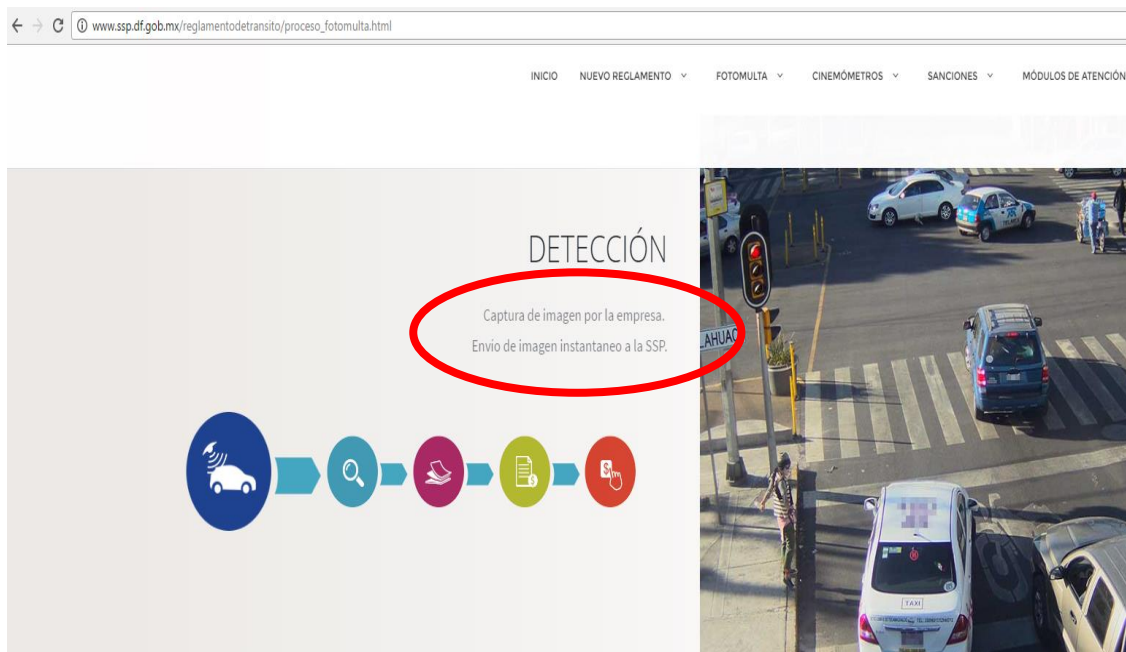 www.ssp.df.gob.mx/reglamentodetransito/proceso_fotomulta.html
INICIO NUEVO REGLAMENTO FOTOMULTA CINEMÓMETROS SANCIONES MÓDULOS DE ATENCIÓN
DETECCIÓN
Captura de imagen por la empresa.
Envio de imagen instantaneo a la SSP.
LAHUAC
TAXI